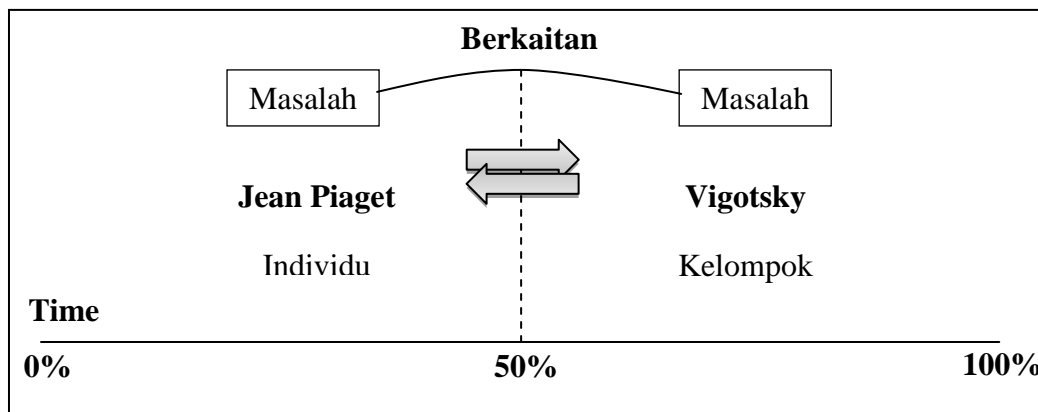 Berkaitan
Masalah Masalah
Jean Piaget Vigotsky
Individu Kelompok
Time
0% 50% 100%